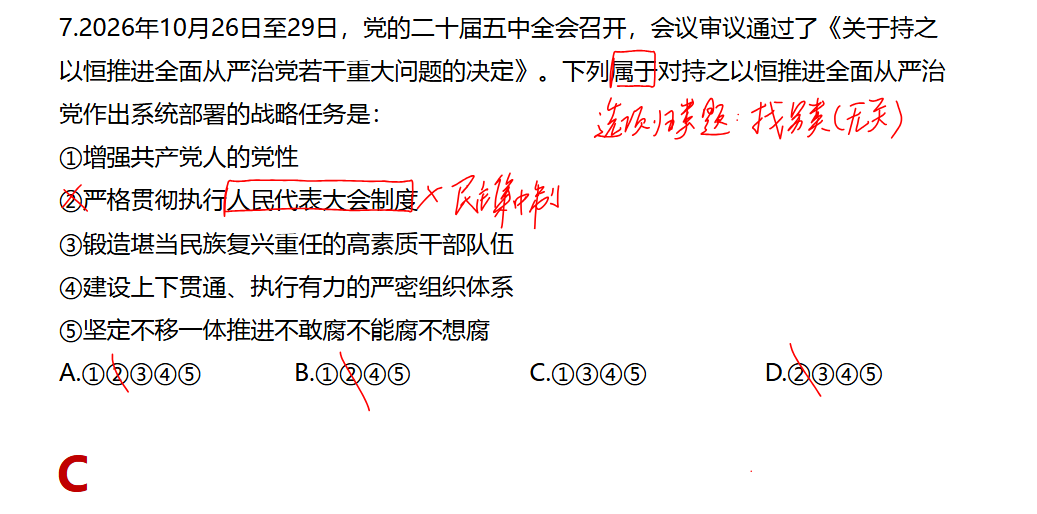 7.2026年10月26日至29日，党的二十届五中全会召开，会议审议通过了《关于持之
以恒推进全面从严治党若干重大问题的决定》。下列属于对持之以恒推进全面从严治
党作出系统部署的战略任务是：
选项归类题：找另类(无关)
①增强共产党人的党性
②严格贯彻执行人民代表大会制度 × 民主集中制
③锻造堪当民族复兴重任的高素质干部队伍
④建设上下贯通、执行有力的严密组织体系
⑤坚定不移一体推进不敢腐不能腐不想腐
A.①②③④⑤ B.①②④⑤ C.①③④⑤ D.②③④⑤
C